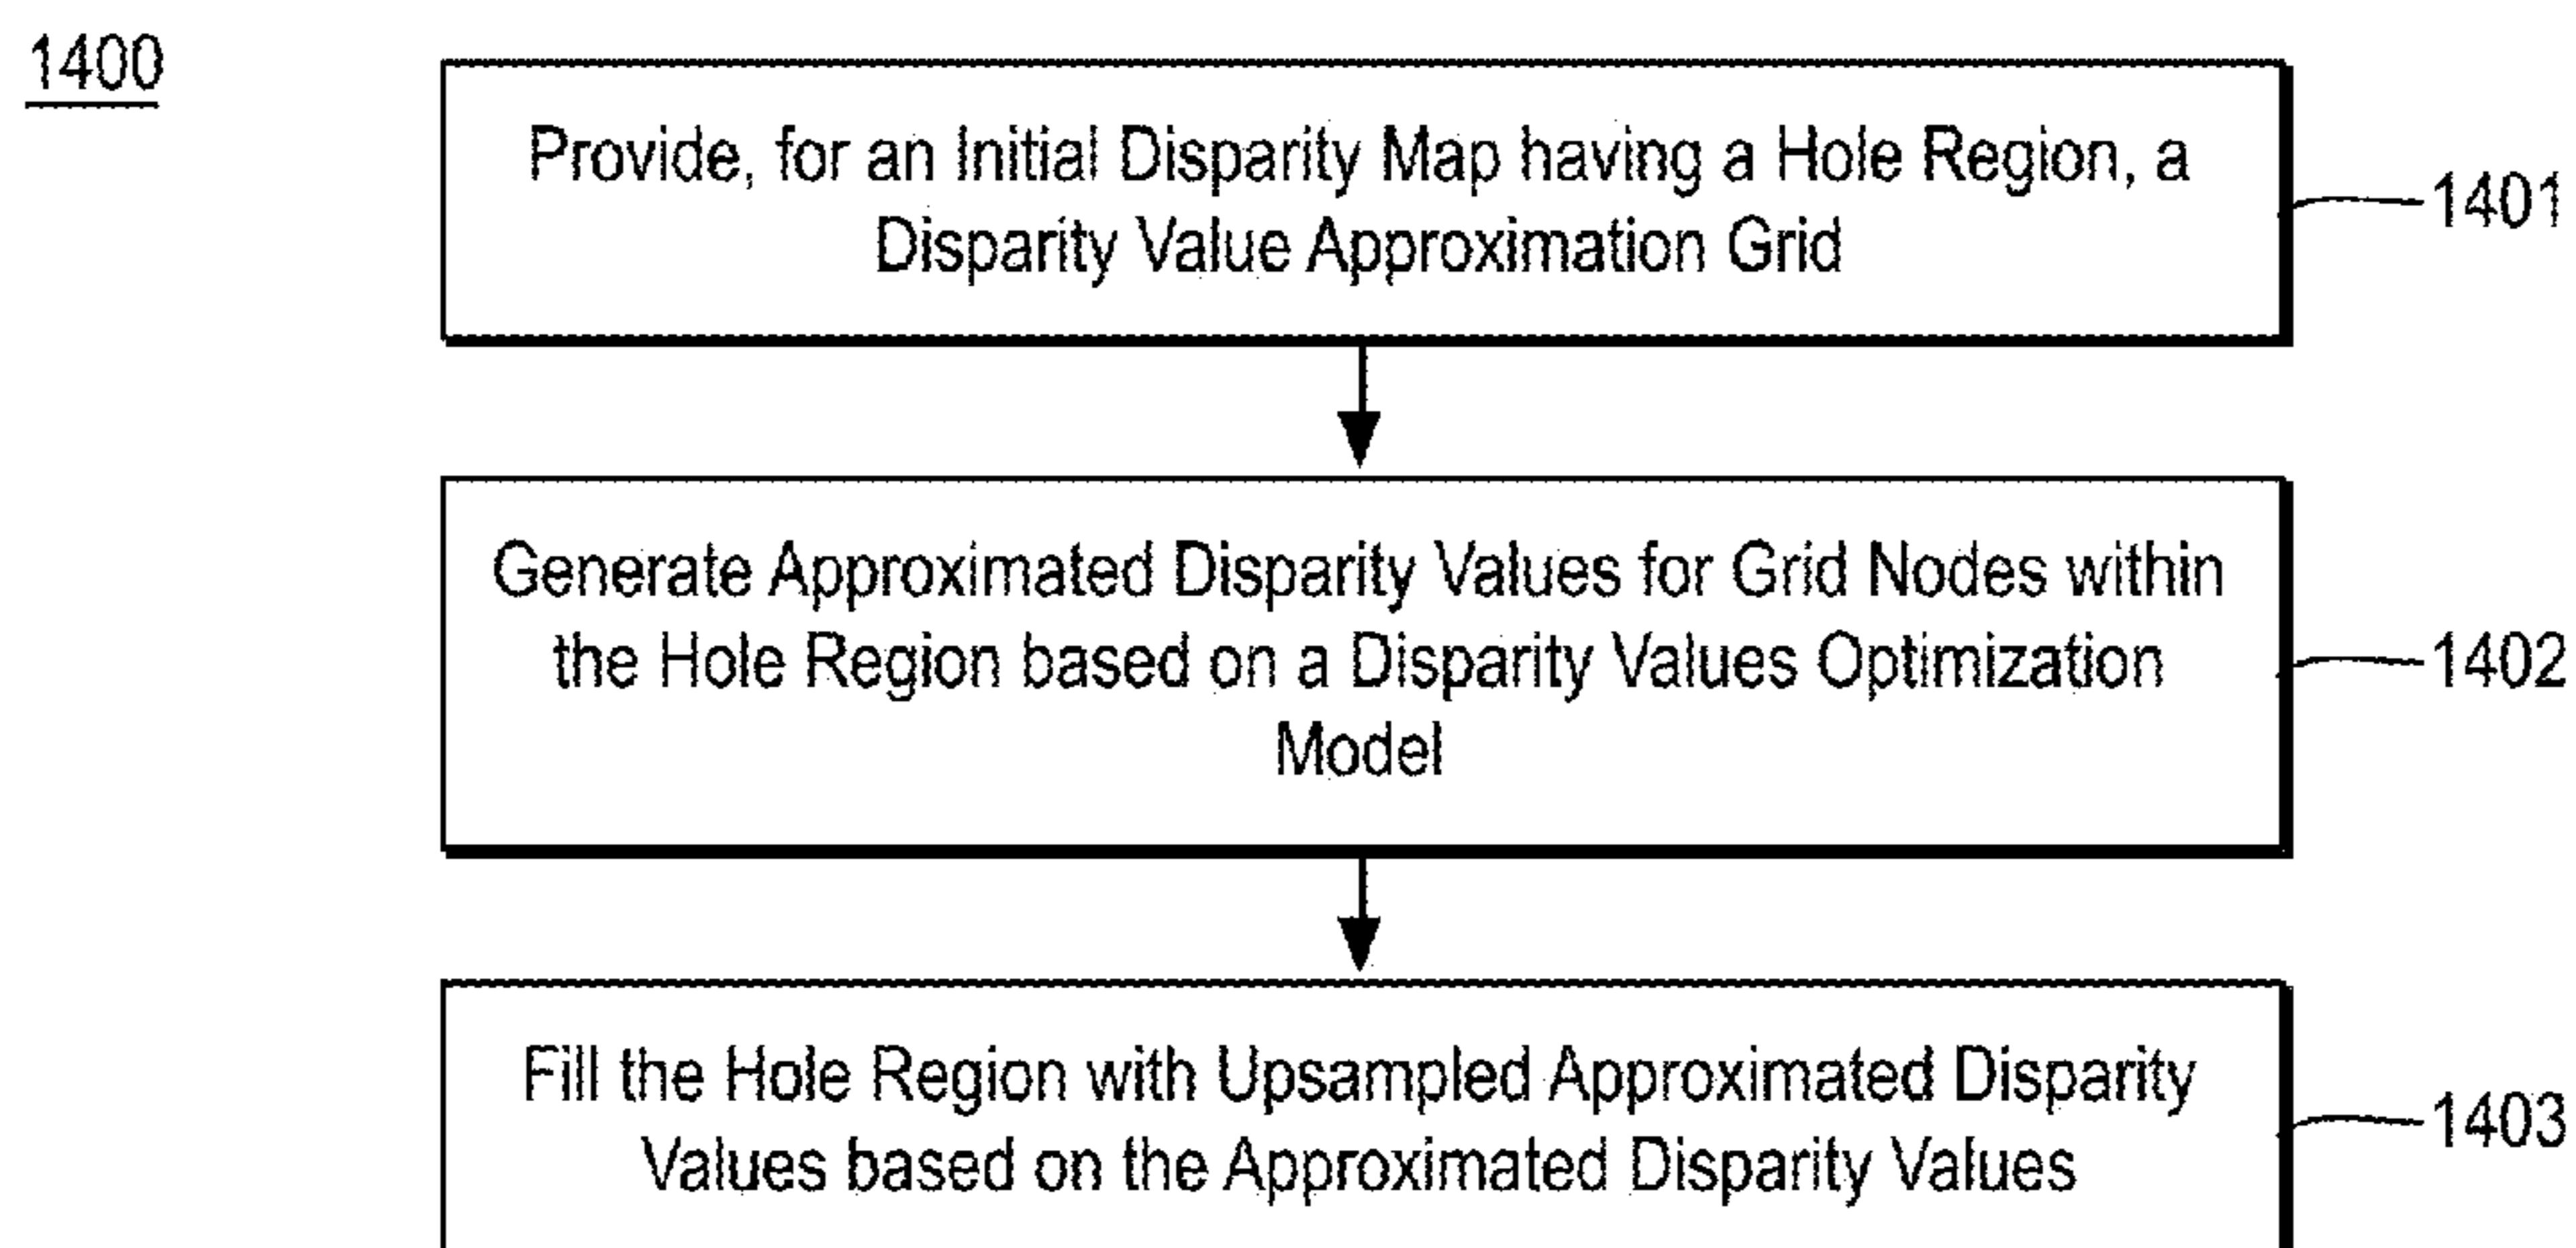 1400
Provide, for an Initial Disparity Map having a Hole Region, a
Disparity Value Approximation Grid
1401
Generate Approximated Disparity Values for Grid Nodes within
the Hole Region based on a Disparity Values Optimization
Model
1402
Fill the Hole Region with Upsampled Approximated Disparity
Values based on the Approximated Disparity Values
1403